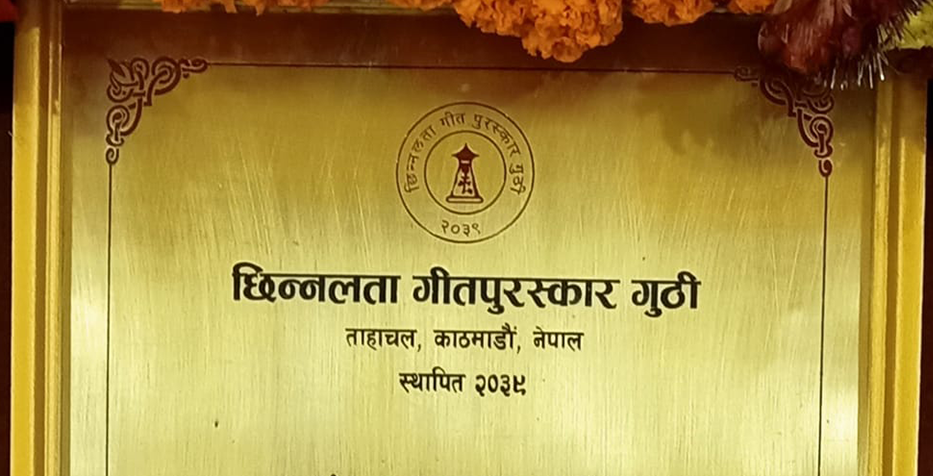 छिन्नलता गीत पुरस्कार गुठी
२०३९
छिन्नलता गीतपुरस्कार गुठी
ताहाचल, काठमाडौं, नेपाल
स्थापित २०३९